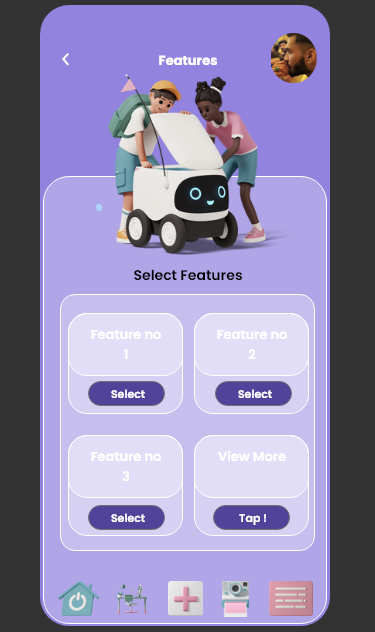 Features
Select Features
Feature no
1
Select
Feature no
2
Select
Feature no
3
Select
View More
Tap !